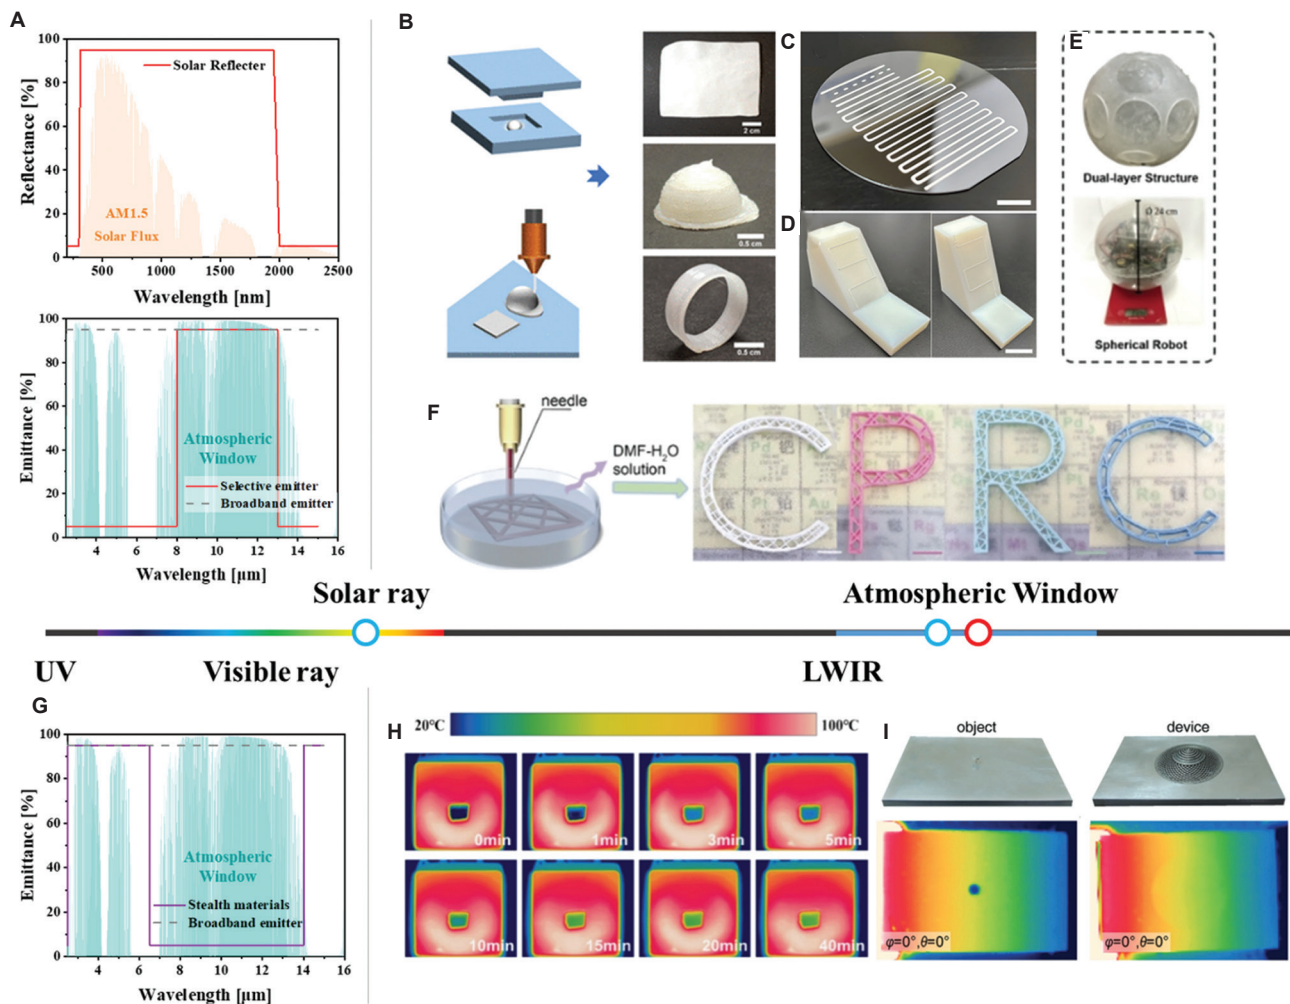 A
100
80
60
40
20
0
Reflectance [%]
Solar Reflecter
AM1.5
Solar Flux
500
1000
1500
2000
2500
Wavelength [nm]
100
80
60
40
20
0
Emittance [%]
Atmospheric
Window
Selective emitter
Broadband emitter
4
6
8
10
12
14
16
Wavelength [μm]
B
2 cm
0.5 cm
0.5 cm
C
D
E
Dual-layer Structure
Ø 24 cm
Spherical Robot
F
needle
DMF-H₂O
solution
Solar ray
Atmospheric Window
UV
Visible ray
LWIR
G
100
80
60
40
20
0
Emittance [%]
Atmospheric
Window
Stealth materials
Broadband emitter
4
6
8
10
12
14
16
Wavelength [μm]
H
20°C
100°C
0min
1min
3min
5min
10min
15min
20min
40min
I
object
device
φ=0°,θ=0°
φ=0°,θ=0°